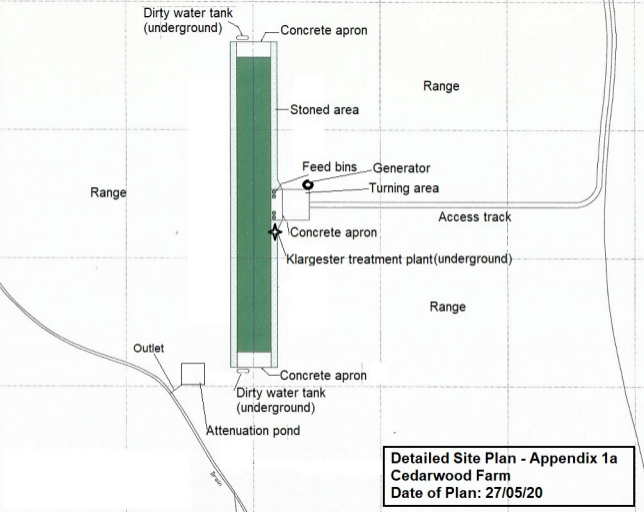 Dirty water tank
(underground)
Concrete apron
Range
Stoned area
Feed bins
Generator
Turning area
Range
Access track
Concrete apron
Klargester treatment plant(underground)
Range
Outlet
Concrete apron
Dirty water tank
(underground)
Attenuation pond
Drain
Detailed Site Plan - Appendix 1a
Cedarwood Farm
Date of Plan: 27/05/20